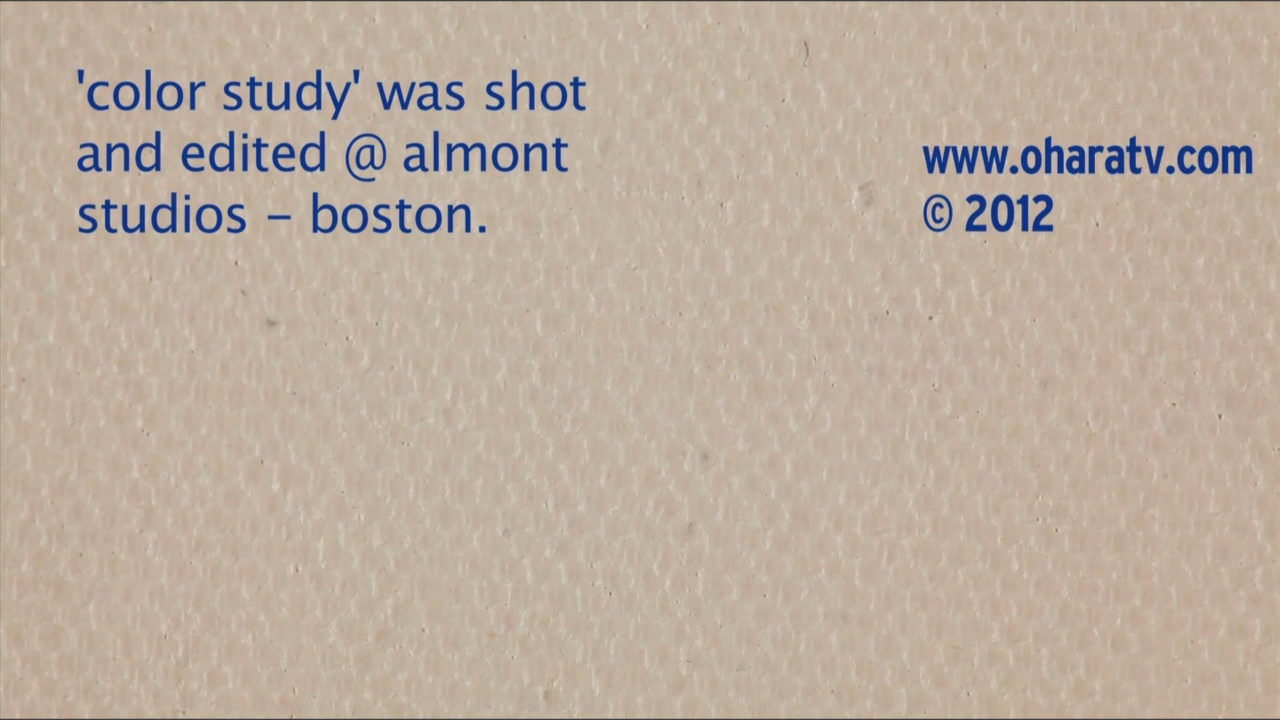 'color study' was shot
and edited @ almont
studios – boston.
www.oharatv.com
© 2012